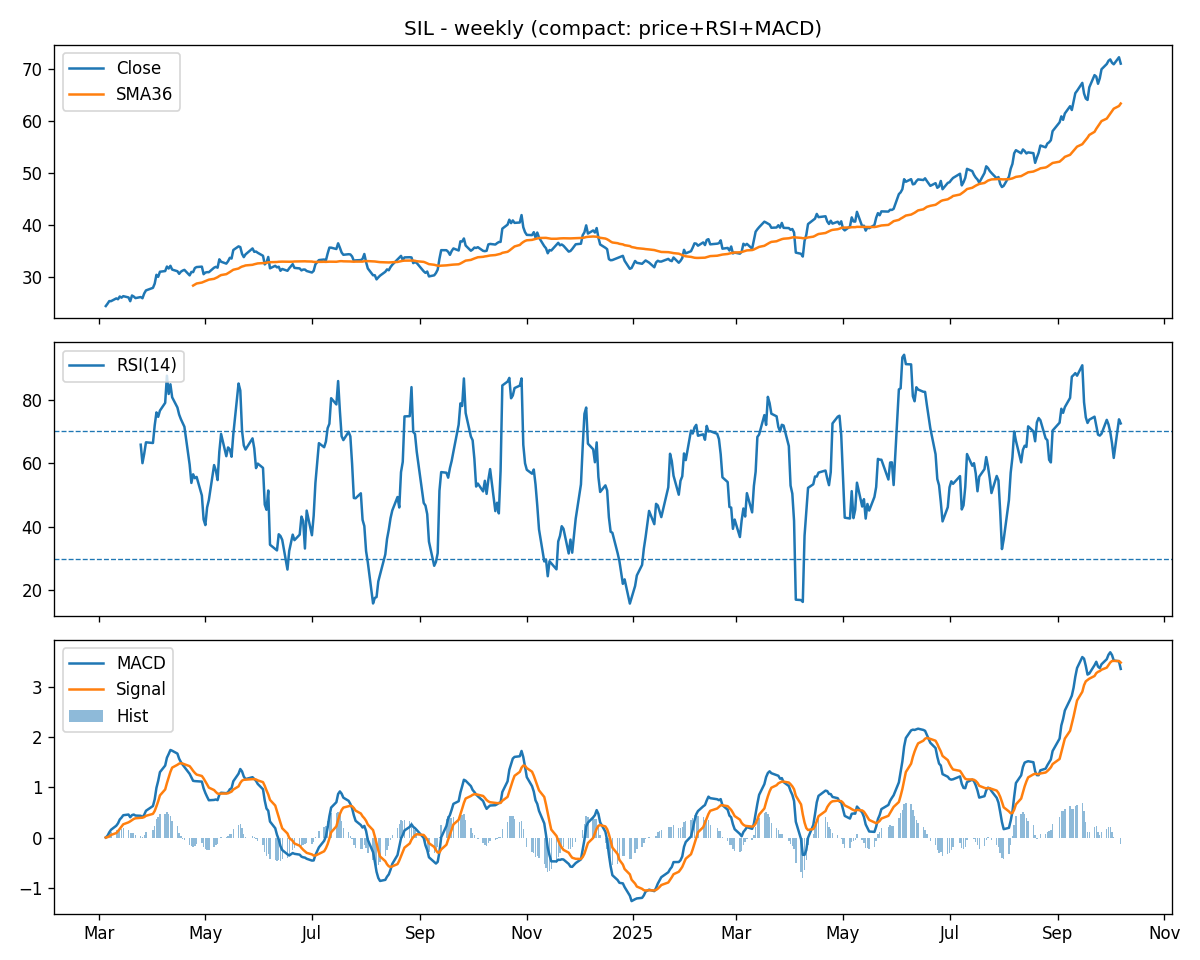 SIL - weekly (compact: price+RSI+MACD)
Close
SMA36
70
60
50
40
30
RSI(14)
80
60
40
20
MACD
Signal
Hist
3
2
1
0
−1
Mar May Jul Sep Nov 2025 Mar May Jul Sep Nov